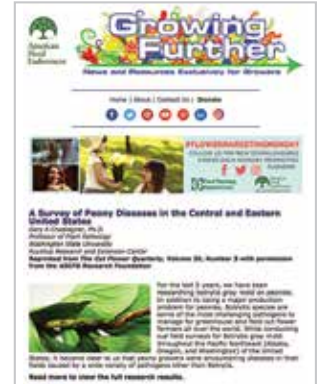 American
Floral
Endowment
Growing
Further
News and Resources Exclusively for Growers
Home | About | Contact Us | Donate
#FLOWERMARKETINGMONDAY
A Survey of Peony Diseases in the Central and Eastern
United States
Gary A Chastagner, Ph.D.
Professor of Plant Pathology
Washington State University
Puyallup Research and Extension Center
Reprinted from The Cut Flower Quarterly, Volume 30, Number 3 with permission
from the ASCFG Research Foundation
For the last 5 years, we have been
researching botrytis gray mold on peonies.
In addition to being a major production
problem for peonies, Botrytis species are
some of the most challenging pathogens to
manage for greenhouse and field cut flower
farmers all over the world. While conducting
our field surveys for Botrytis gray mold
throughout the Pacific Northwest (Alaska,
Oregon, and Washington) of the United
States, it became clear to us that peony growers were encountering diseases in their
fields caused by a wide variety of pathogens other than Botrytis.
Read more to view the full research results.